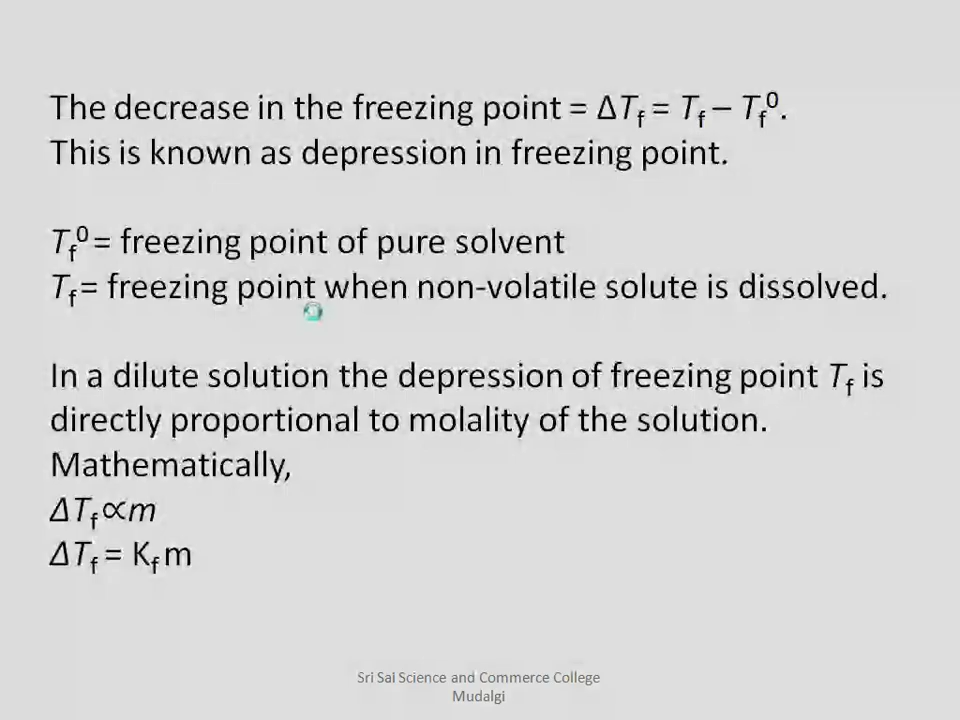 The decrease in the freezing point = ΔTf = Tf – Tf⁰.
This is known as depression in freezing point.
Tf⁰ = freezing point of pure solvent
Tf = freezing point when non-volatile solute is dissolved.
In a dilute solution the depression of freezing point Tf is
directly proportional to molality of the solution.
Mathematically,
ΔTf ∝ m
ΔTf = Kf m
Sri Sai Science and Commerce College
Mudalgi